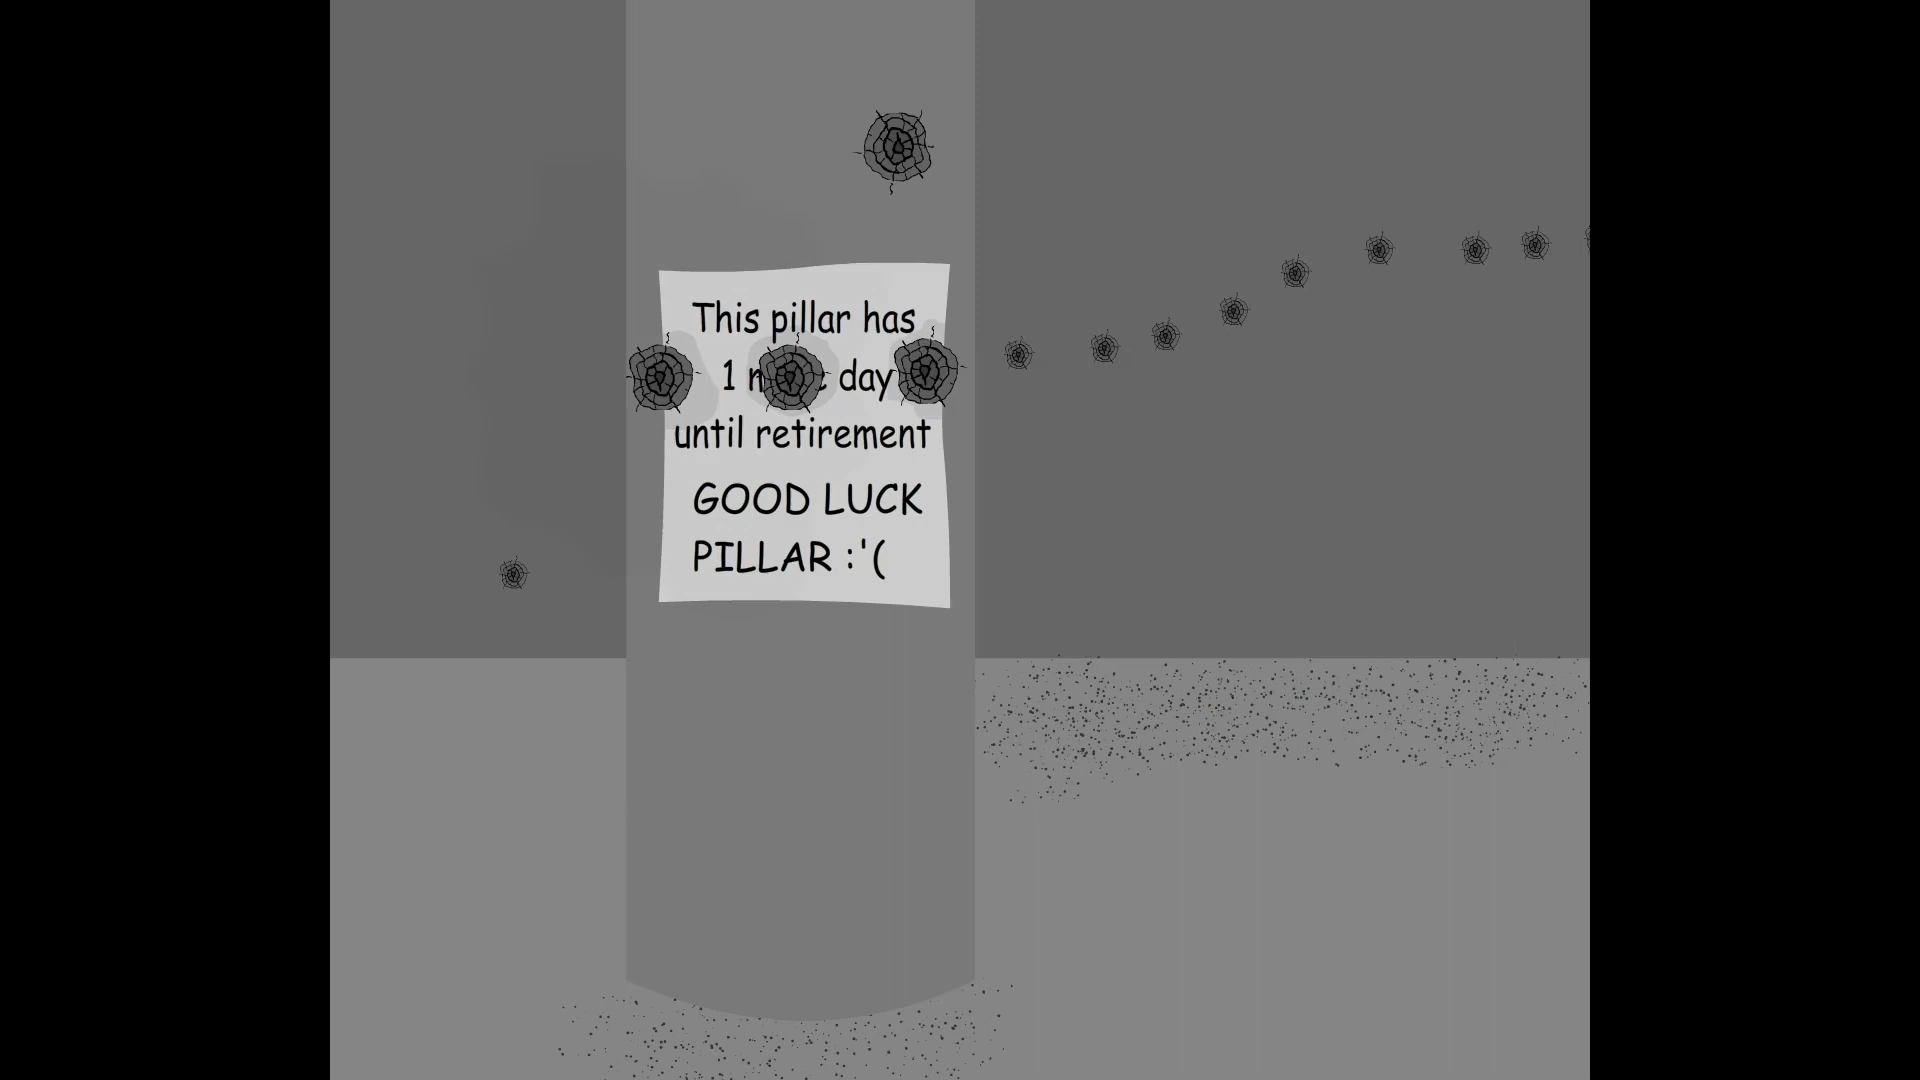 This pillar has
1 day
until retirement
GOOD LUCK
PILLAR :'(